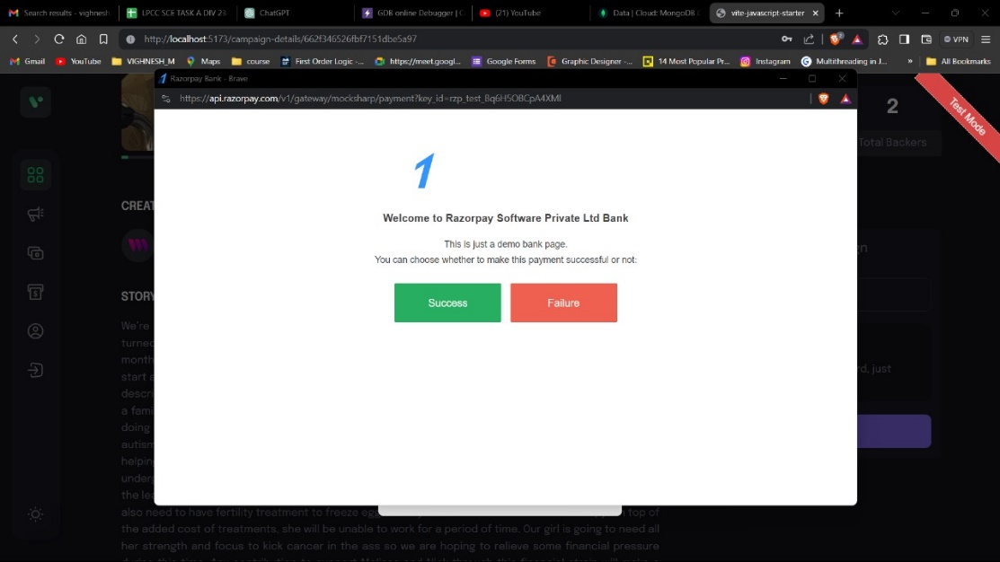 Search results - vighnesh
LPCC SCE TASK A DIV 23-
ChatGPT
GDB online Debugger | C
(21) YouTube
Data | Cloud: MongoDB C
vite-javascript-starter
http://localhost:5173/campaign-details/662f346526fbf7151dbe5a97
VPN
Gmail
YouTube
VIGHNESH_M
Maps
course
First Order Logic -...
https://meet.googl...
Google Forms
Graphic Designer -...
14 Most Popular Pr...
Instagram
Multithreading in J...
»
All Bookmarks
Razorpay Bank - Brave
https://api.razorpay.com/v1/gateway/mocksharp/payment?key_id=rzp_test_Bq6H5OBCpA4XMI
2
Test Mode
Total Backers
Welcome to Razorpay Software Private Ltd Bank
This is just a demo bank page.
You can choose whether to make this payment successful or not:
Success
Failure
CREAT
STORY
We're
turned
month
start a
descri
a fami
doing
autism
helpin
underg
the lea
rd, just
also need to have fertility treatment to freeze egg
top of
the added cost of treatments, she will be unable to work for a period of time. Our girl is going to need all
her strength and focus to kick cancer in the ass so we are hoping to relieve some financial pressure